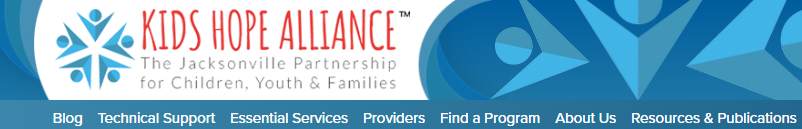 KIDS HOPE ALLIANCE™
The Jacksonville Partnership
for Children, Youth & Families
Blog Technical Support Essential Services Providers Find a Program About Us Resources & Publications